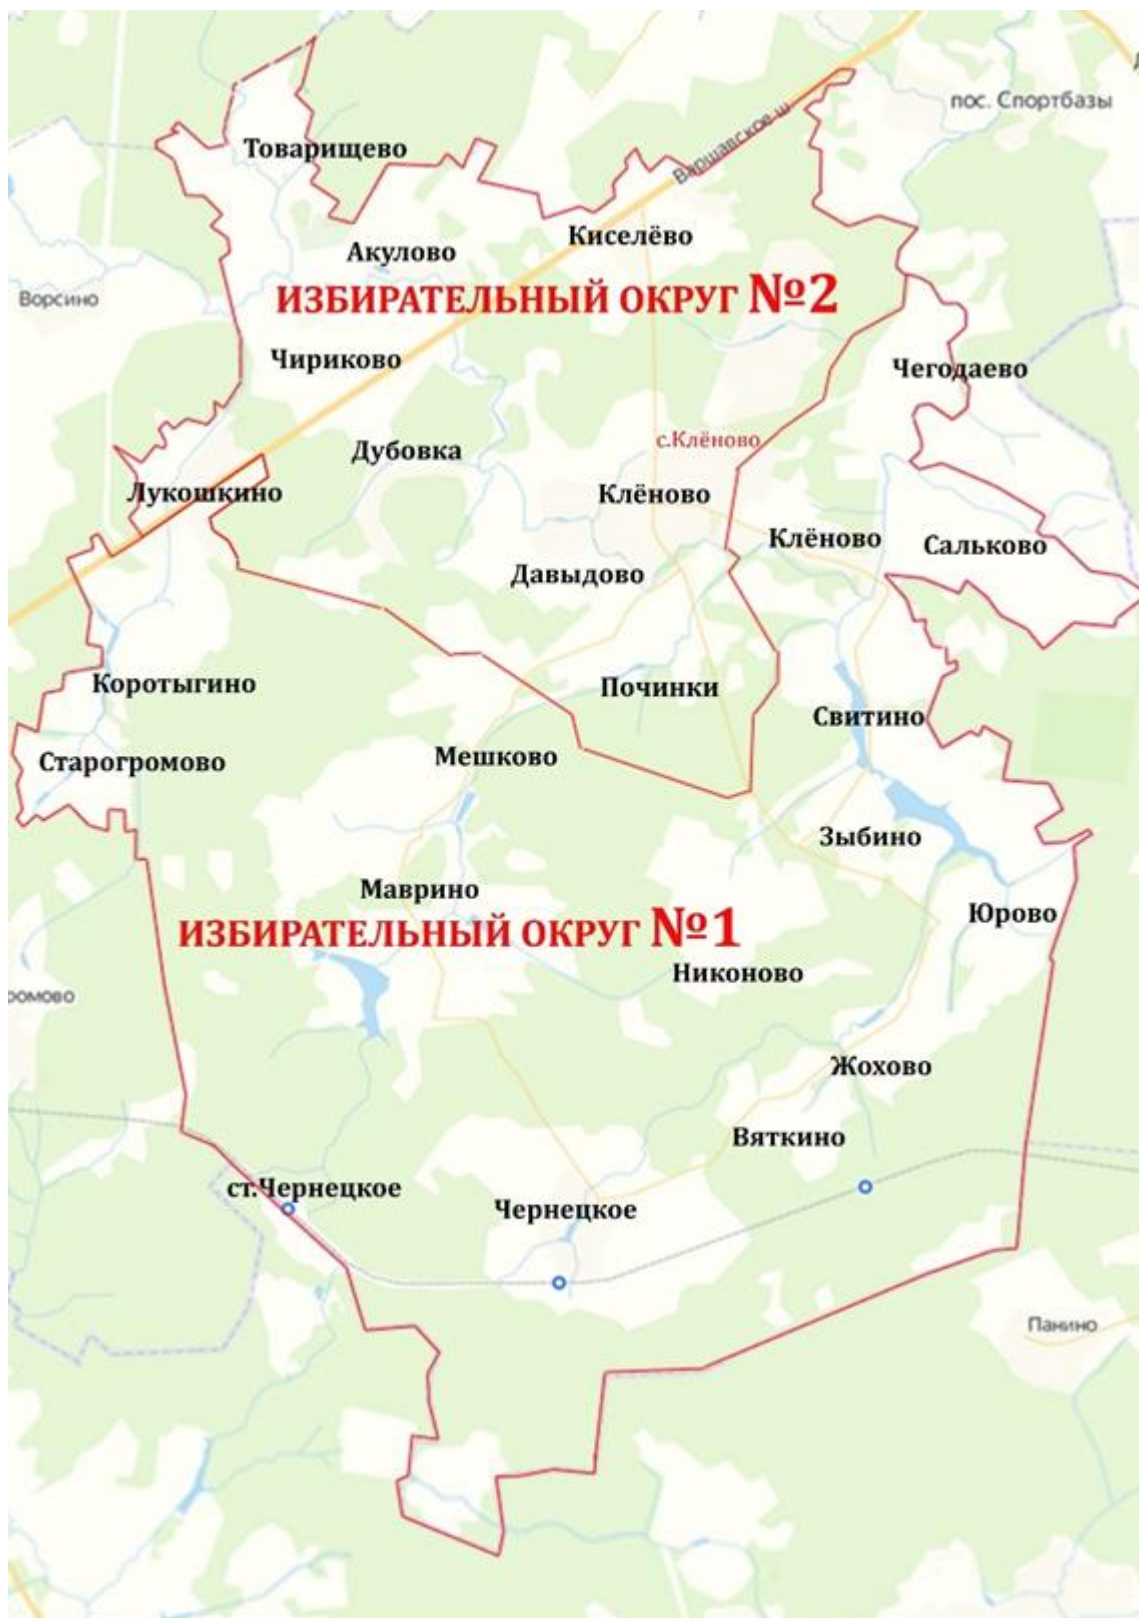 пос. Спортбазы
Варшавское ш
Товарищево
Киселёво
Акулово
Ворсино
ИЗБИРАТЕЛЬНЫЙ ОКРУГ №2
Чириково
Чегодаево
с.Клёново
Дубовка
Лукошкино
Клёново
Клёново
Сальково
Давыдово
Коротыгино
Починки
Свитино
Мешково
Старогромово
Зыбино
Маврино
Юрово
ИЗБИРАТЕЛЬНЫЙ ОКРУГ №1
Никоново
ромово
Жохово
Вяткино
ст.Чернецкое
Чернецкое
Панино